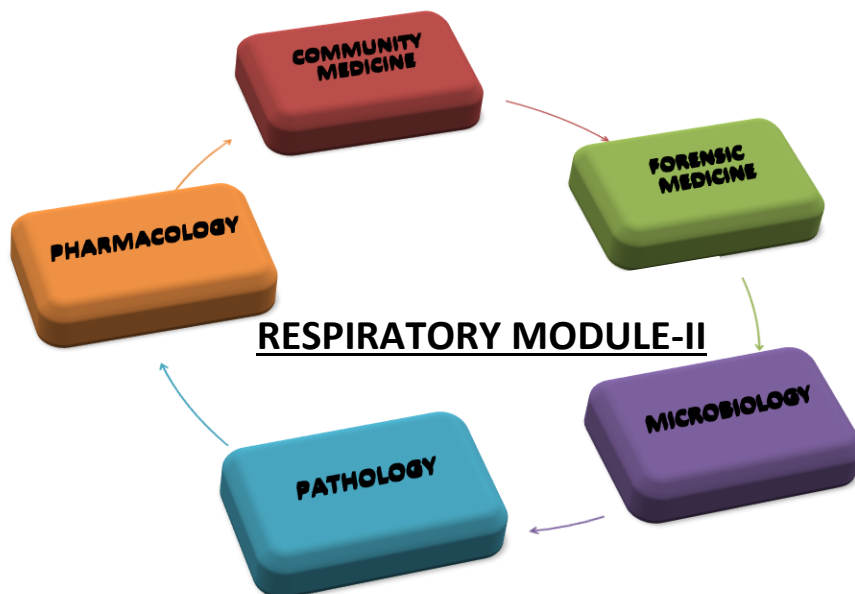 COMMUNITY
MEDICINE
FORENSIC
MEDICINE
PHARMACOLOGY
RESPIRATORY MODULE-II
MICROBIOLOGY
PATHOLOGY